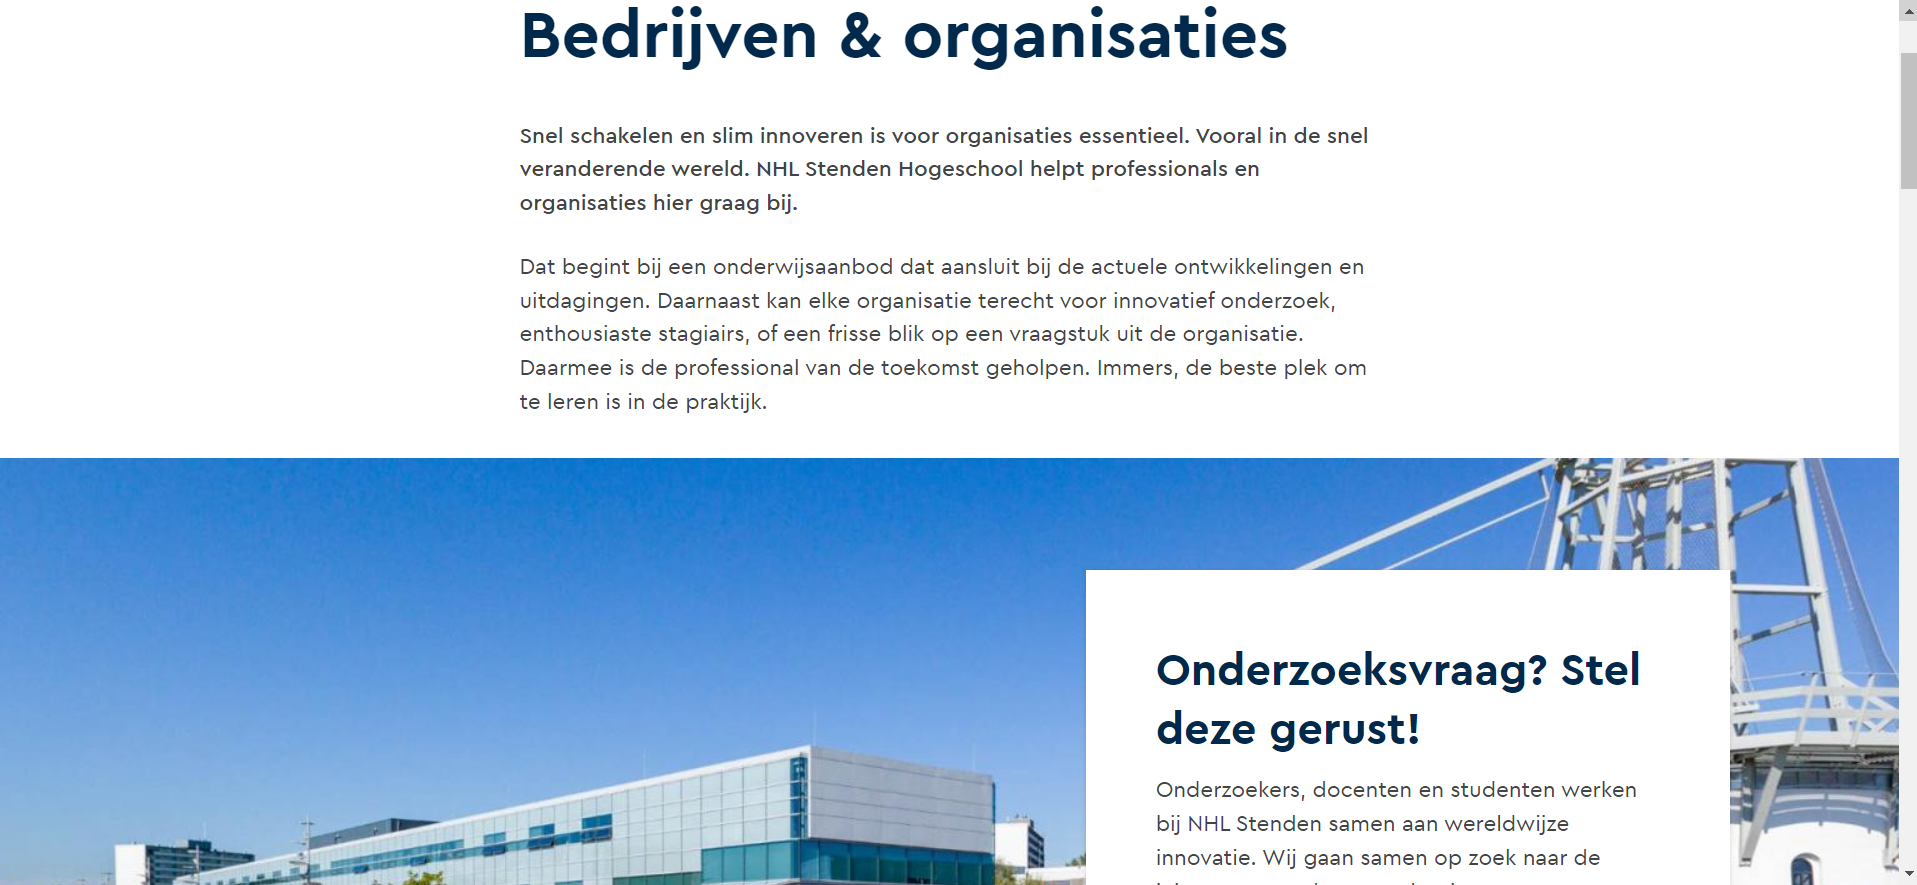 Bedrijven & organisaties
Snel schakelen en slim innoveren is voor organisaties essentieel. Vooral in de snel
veranderende wereld. NHL Stenden Hogeschool helpt professionals en
organisaties hier graag bij.
Dat begint bij een onderwijsaanbod dat aansluit bij de actuele ontwikkelingen en
uitdagingen. Daarnaast kan elke organisatie terecht voor innovatief onderzoek,
enthousiaste stagiairs, of een frisse blik op een vraagstuk uit de organisatie.
Daarmee is de professional van de toekomst geholpen. Immers, de beste plek om
te leren is in de praktijk.
Onderzoeksvraag? Stel
deze gerust!
Onderzoekers, docenten en studenten werken
bij NHL Stenden samen aan wereldwijze
innovatie. Wij gaan samen op zoek naar de